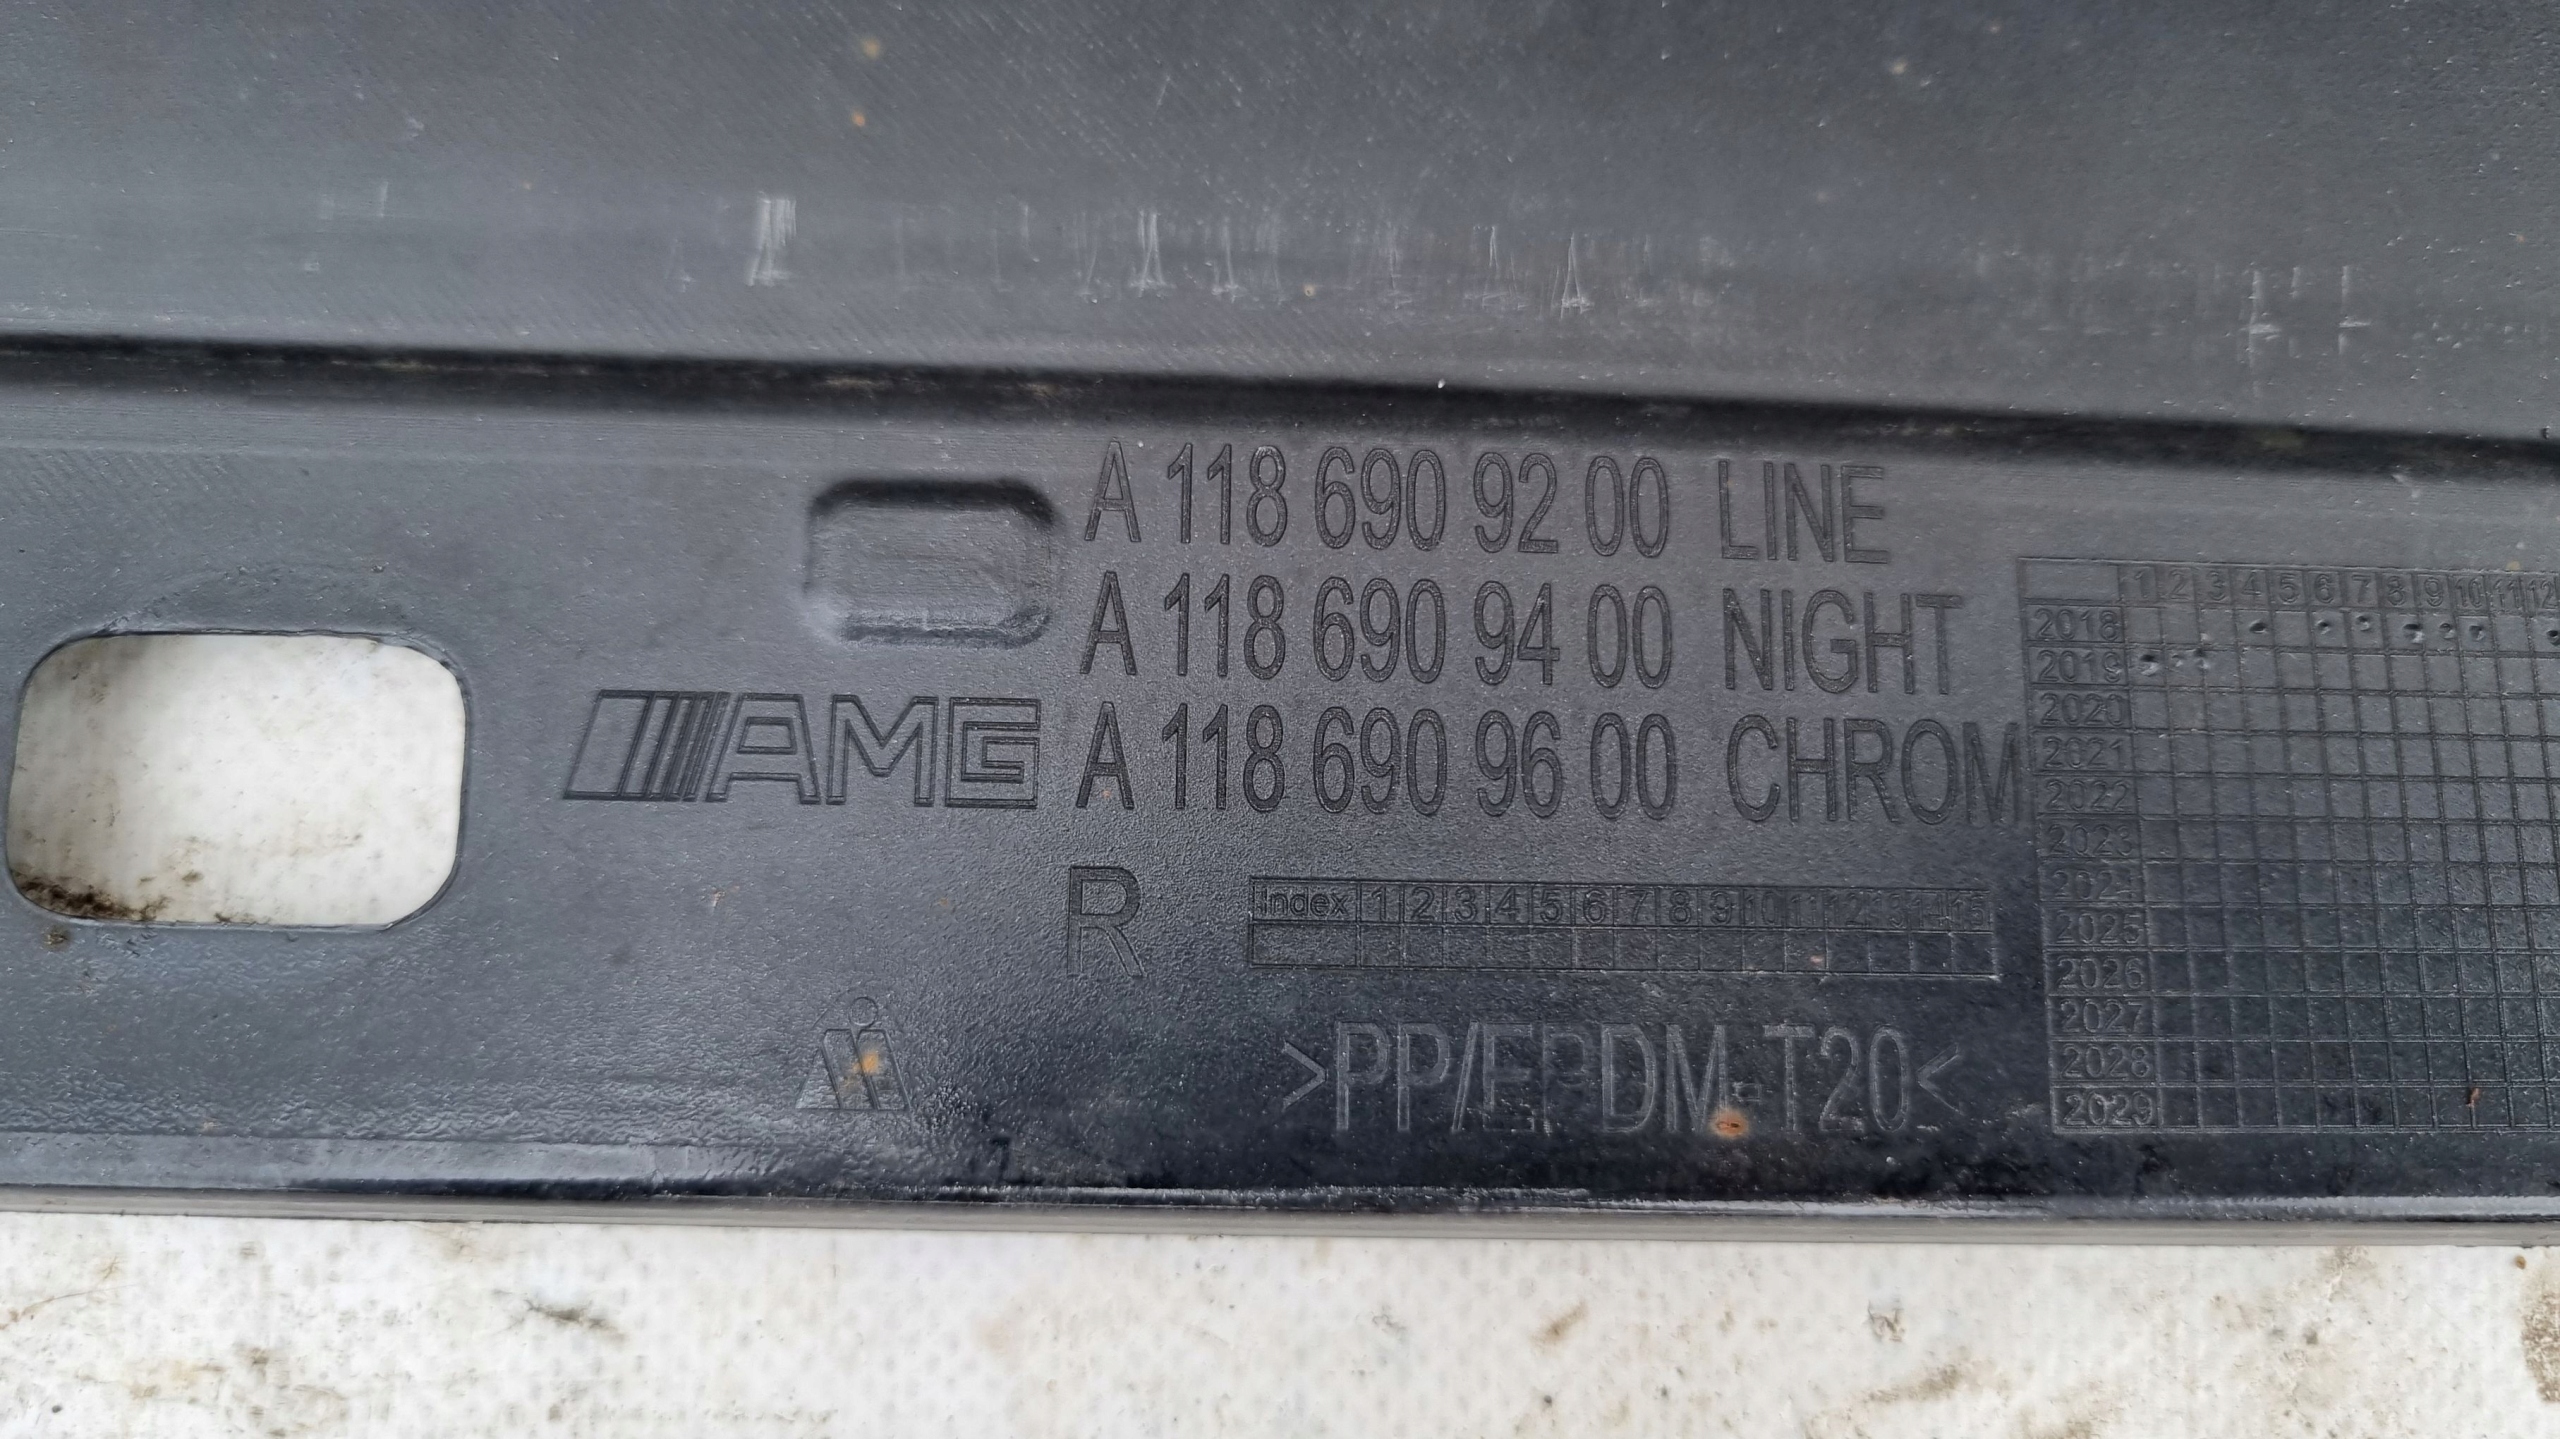 A 118 690 92 00 LINE
A 118 690 94 00 NIGHT
AMG A 118 690 96 00 CHROM
R
Index 1 2 3 4 5 6 7 8 9 10 11 12 13 14 15
>PP/EPDM-T20<
1 2 3 4 5 6 7 8 9 10 11 12
2018
2019
2020
2021
2022
2023
2024
2025
2026
2027
2028
2029